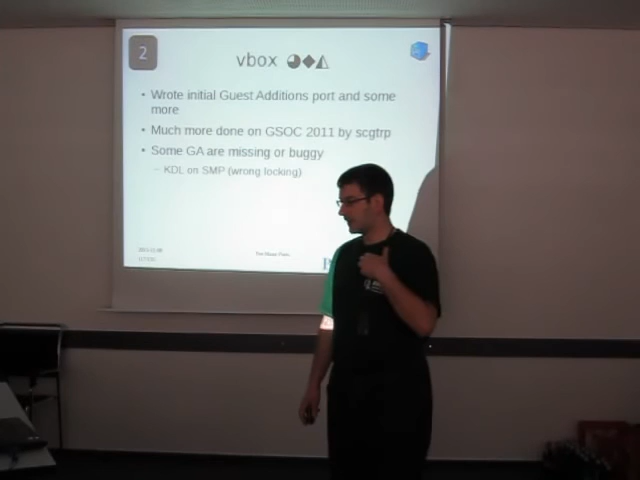 2
vbox ◕◆◭
• Wrote initial Guest Additions port and some
more
• Much more done on GSOC 2011 by scgtrp
• Some GA are missing or buggy
– KDL on SMP (wrong locking)